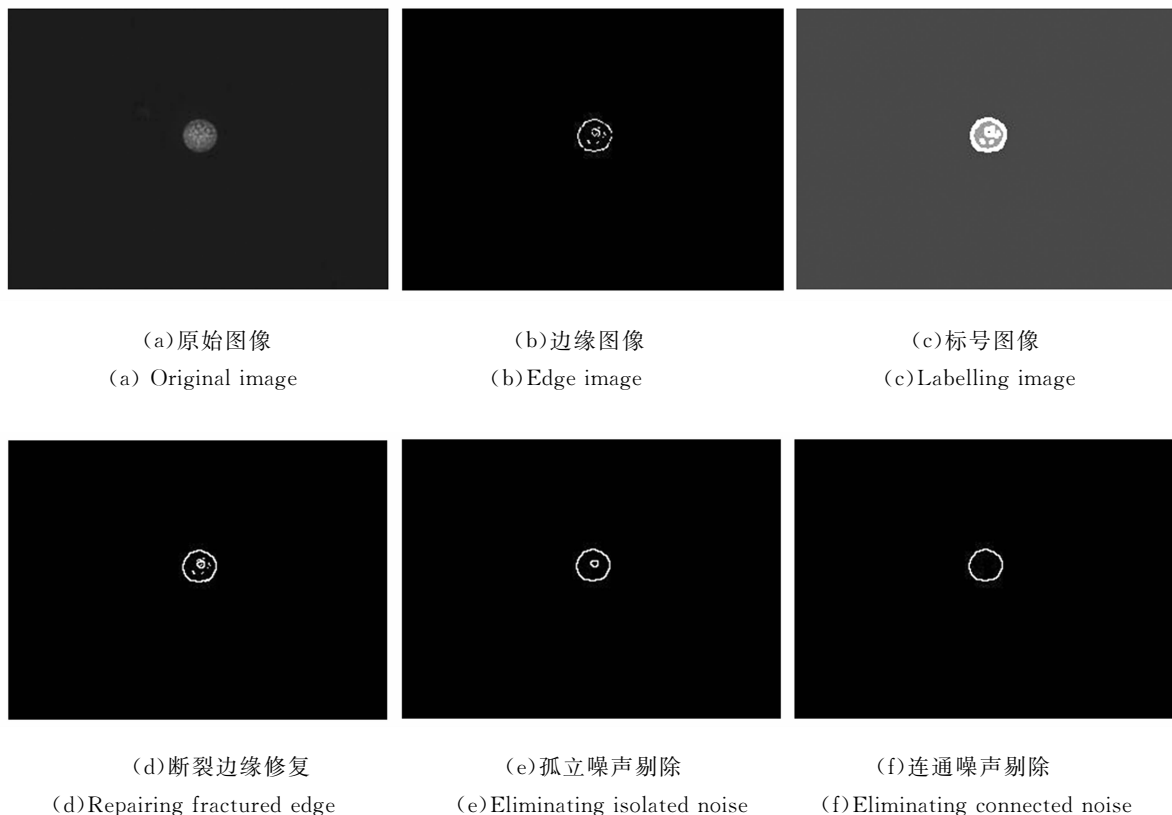 (a)原始图像 (b)边缘图像 (c)标号图像
(a) Original image (b)Edge image (c)Labelling image
(d)断裂边缘修复 (e)孤立噪声剔除 (f)连通噪声剔除
(d)Repairing fractured edge (e)Eliminating isolated noise (f)Eliminating connected noise